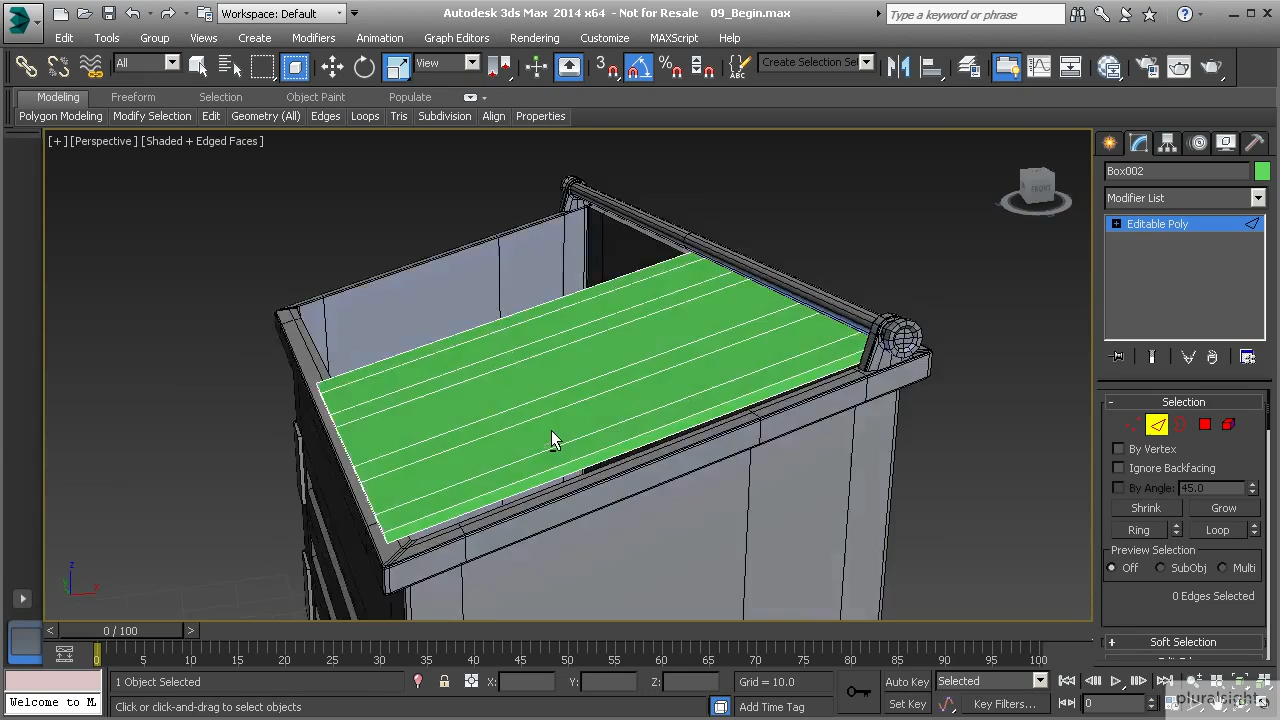 Workspace: Default
Autodesk 3ds Max 2014 x64 - Not for Resale 09_Begin.max
Type a keyword or phrase
Edit Tools Group Views Create Modifiers Animation Graph Editors Rendering Customize MAXScript Help
All View 3 Create Selection Se
Modeling Freeform Selection Object Paint Populate
Polygon Modeling Modify Selection Edit Geometry (All) Edges Loops Tris Subdivision Align Properties
[+] [Perspective] [Shaded + Edged Faces]
FRONT
Box002
Modifier List
Editable Poly
- Selection
By Vertex
Ignore Backfacing
By Angle: 45.0
Shrink Grow
Ring Loop
Preview Selection
Off SubObj Multi
0 Edges Selected
+ Soft Selection
z
y x
< 0 / 100 >
0 5 10 15 20 25 30 35 40 45 50 55 60 65 70 75 80 85 90 95 100
1 Object Selected X: Y: Z: Grid = 10.0 Auto Key Selected
Welcome to M Click or click-and-drag to select objects Add Time Tag Set Key Key Filters... 0
pluralsight